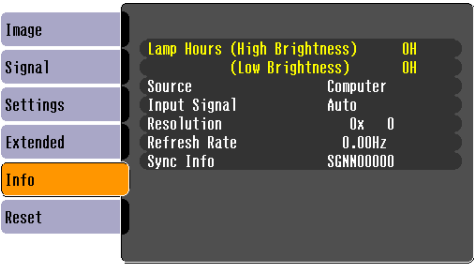 Image
Signal
Settings
Extended
Info
Reset
Lamp Hours (High Brightness) 0H
(Low Brightness) 0H
Source Computer
Input Signal Auto
Resolution 0x 0
Refresh Rate 0.00Hz
Sync Info SGNN00000